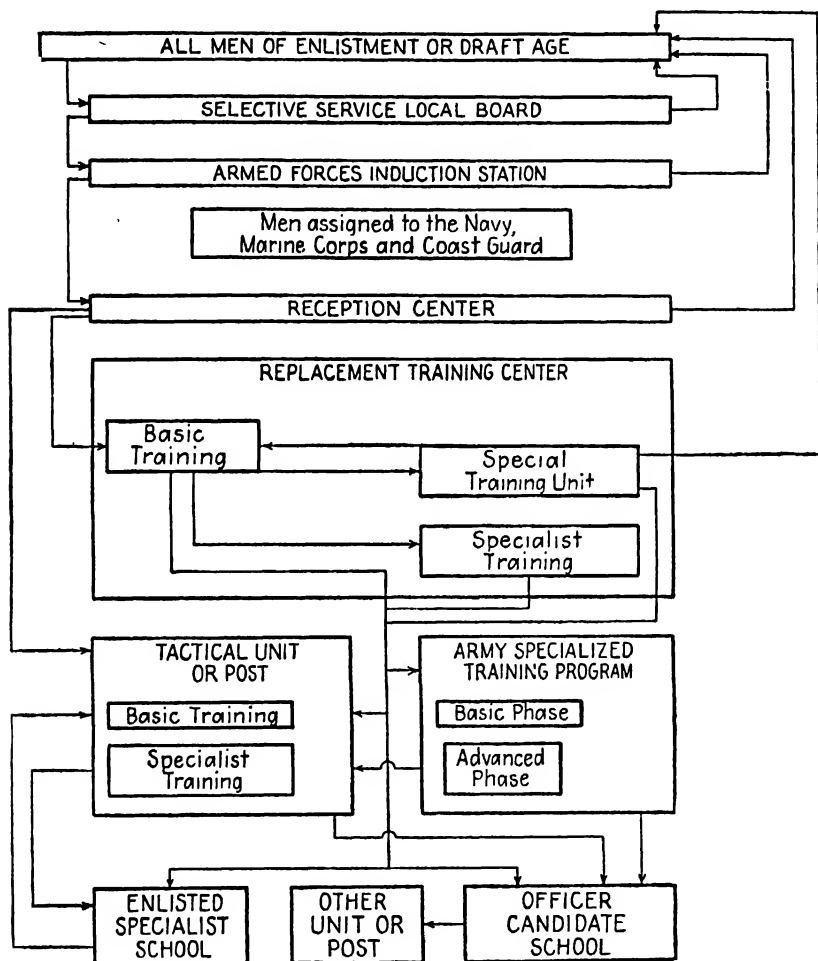 ALL MEN OF ENLISTMENT OR DRAFT AGE
SELECTIVE SERVICE LOCAL BOARD
ARMED FORCES INDUCTION STATION
Men assigned to the Navy,
Marine Corps and Coast Guard
RECEPTION CENTER
REPLACEMENT TRAINING CENTER
Basic
Training
Special
Training Unit
Specialist
Training
TACTICAL UNIT
OR POST
Basic Training
Specialist
Training
ARMY SPECIALIZED
TRAINING PROGRAM
Basic Phase
Advanced
Phase
ENLISTED
SPECIALIST
SCHOOL
OTHER
UNIT OR
POST
OFFICER
CANDIDATE
SCHOOL